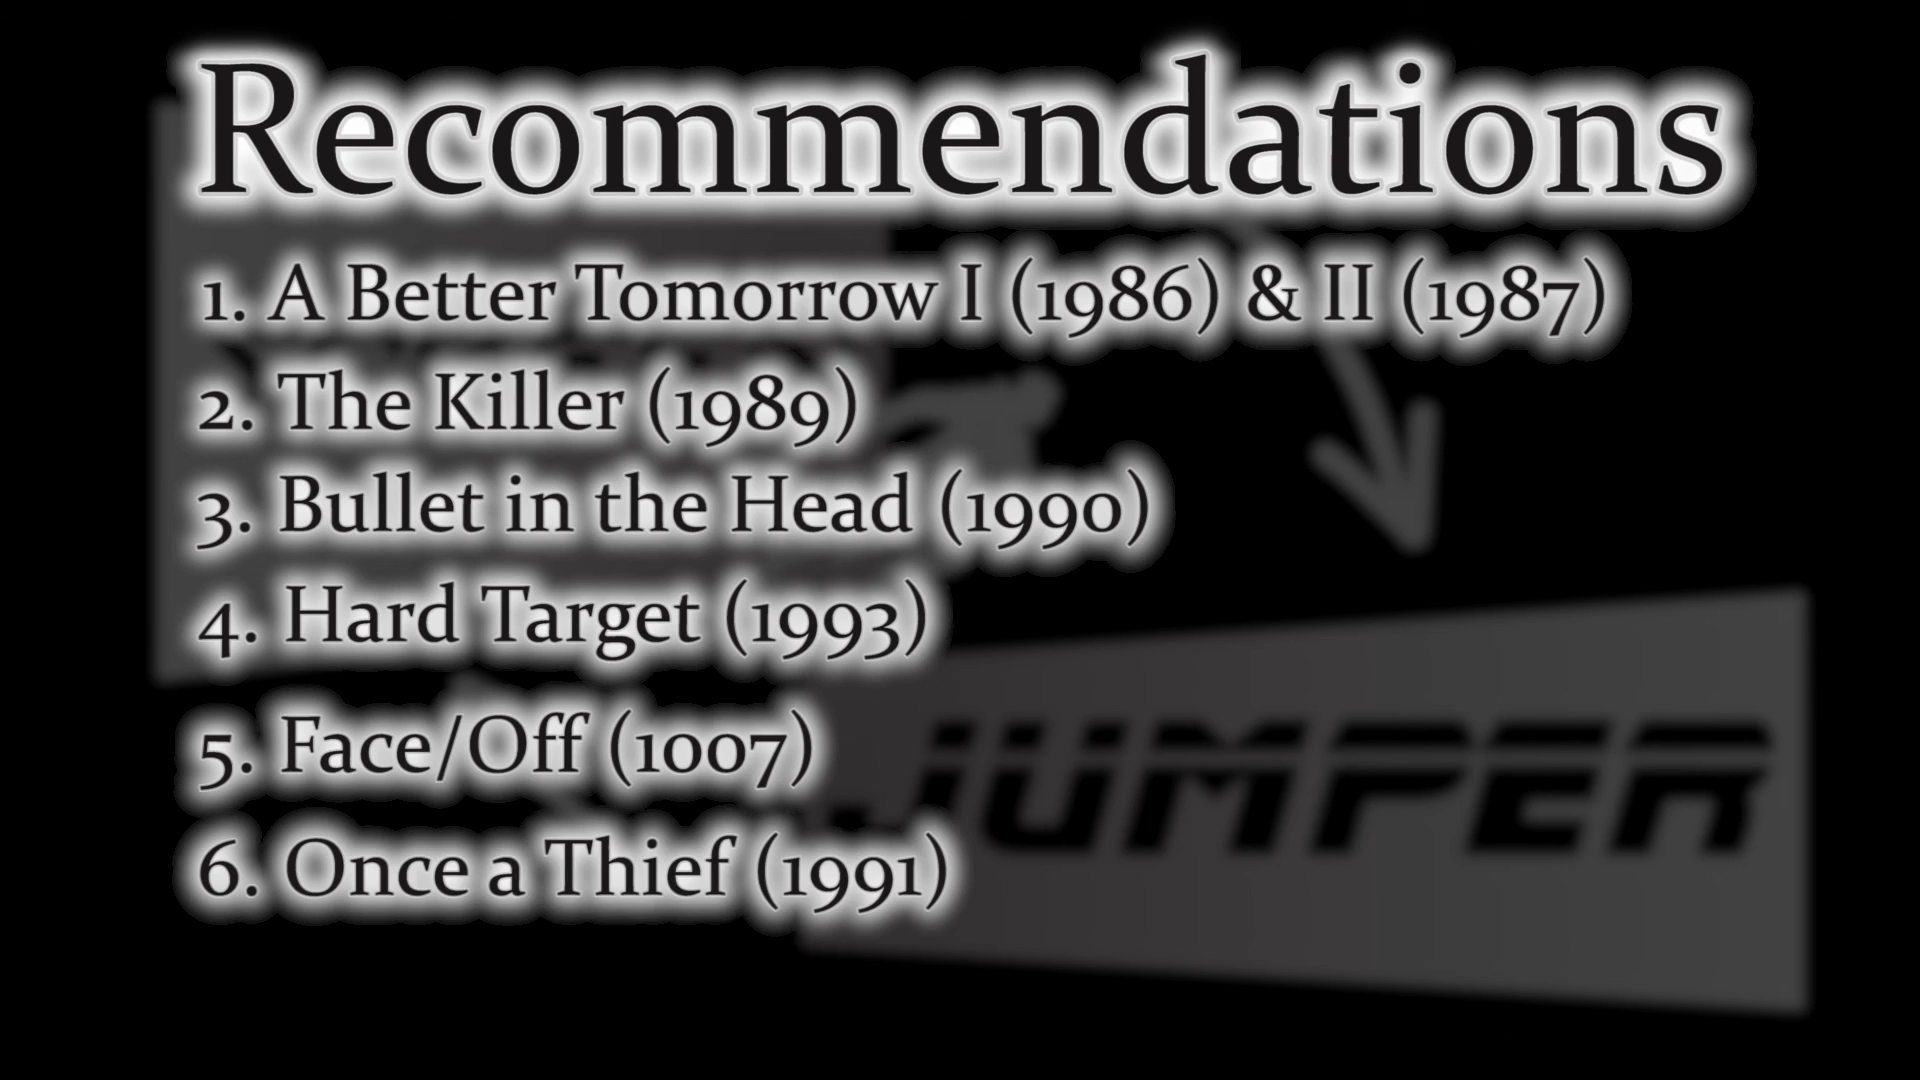 Recommendations
1. A Better Tomorrow I (1986) & II (1987)
2. The Killer (1989)
3. Bullet in the Head (1990)
4. Hard Target (1993)
5. Face/Off (1007)
6. Once a Thief (1991)
JUMPER